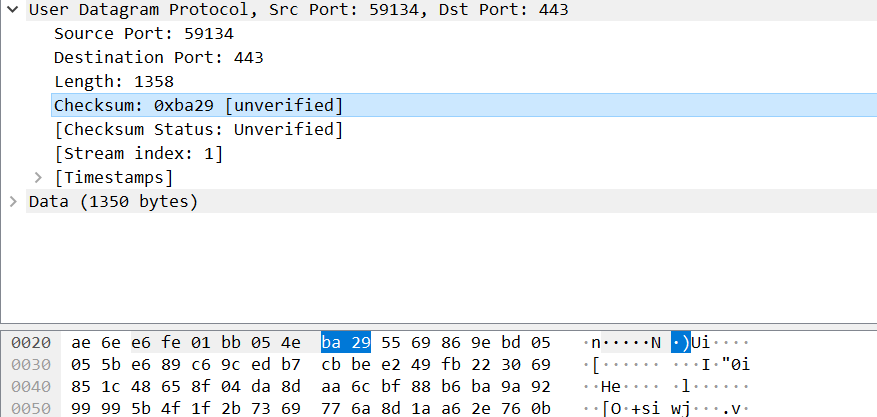 User Datagram Protocol, Src Port: 59134, Dst Port: 443
Source Port: 59134
Destination Port: 443
Length: 1358
Checksum: 0xba29 [unverified]
[Checksum Status: Unverified]
[Stream index: 1]
[Timestamps]
Data (1350 bytes)
0020 ae 6e e6 fe 01 bb 05 4e ba 29 55 69 86 9e bd 05 ·n·····N ·)Ui····
0030 05 5b e6 89 c6 9c ed b7 cb be e2 49 fb 22 30 69 ·[······ ···I·"0i
0040 85 1c 48 65 8f 04 da 8d aa 6c bf 88 b6 ba 9a 92 ··He···· ·l······
0050 99 99 5b 4f 1f 2b 73 69 77 6a 8d 1a a6 2e 76 0b ··[O·+si wj···.v·